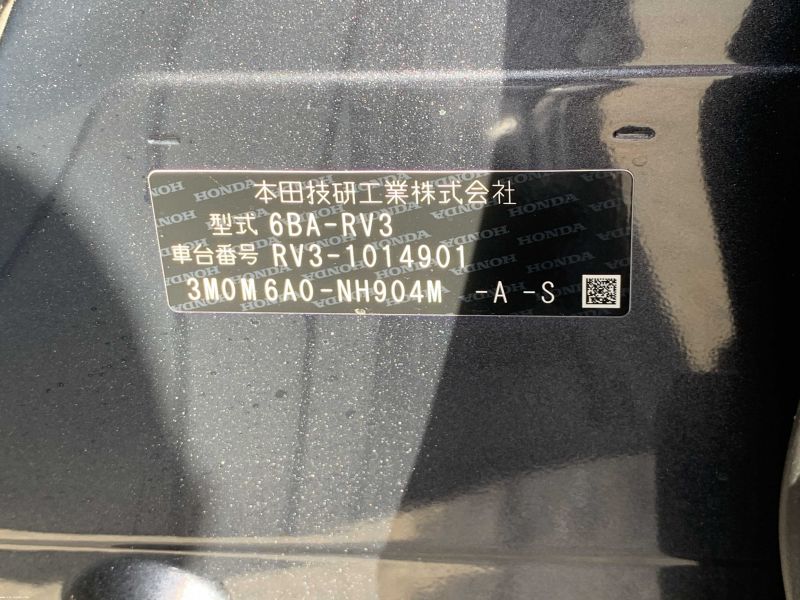 本田技研工業株式会社
型式 6BA-RV3
車台番号 RV3-1014901
3M0M6A0-NH904M -A -S